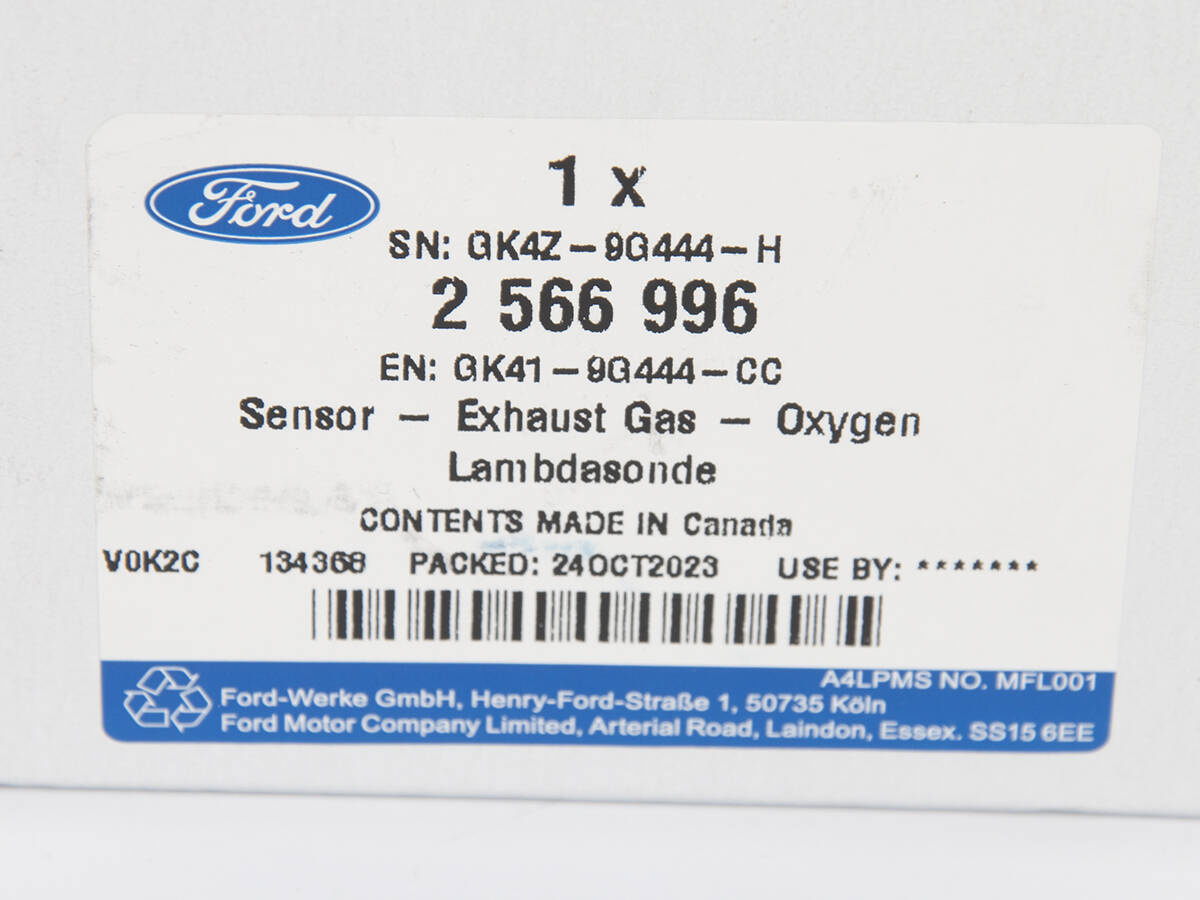 Ford
1 x
SN: GK4Z-9G444-H
2 566 996
EN: GK41-9G444-CC
Sensor - Exhaust Gas - Oxygen
Lambdasonde
CONTENTS MADE IN Canada
V0K2C 134368 PACKED: 24OCT2023 USE BY: *******
A4LPMS NO. MFL001
Ford-Werke GmbH, Henry-Ford-Straße 1, 50735 Köln
Ford Motor Company Limited, Arterial Road, Laindon, Essex. SS15 6EE